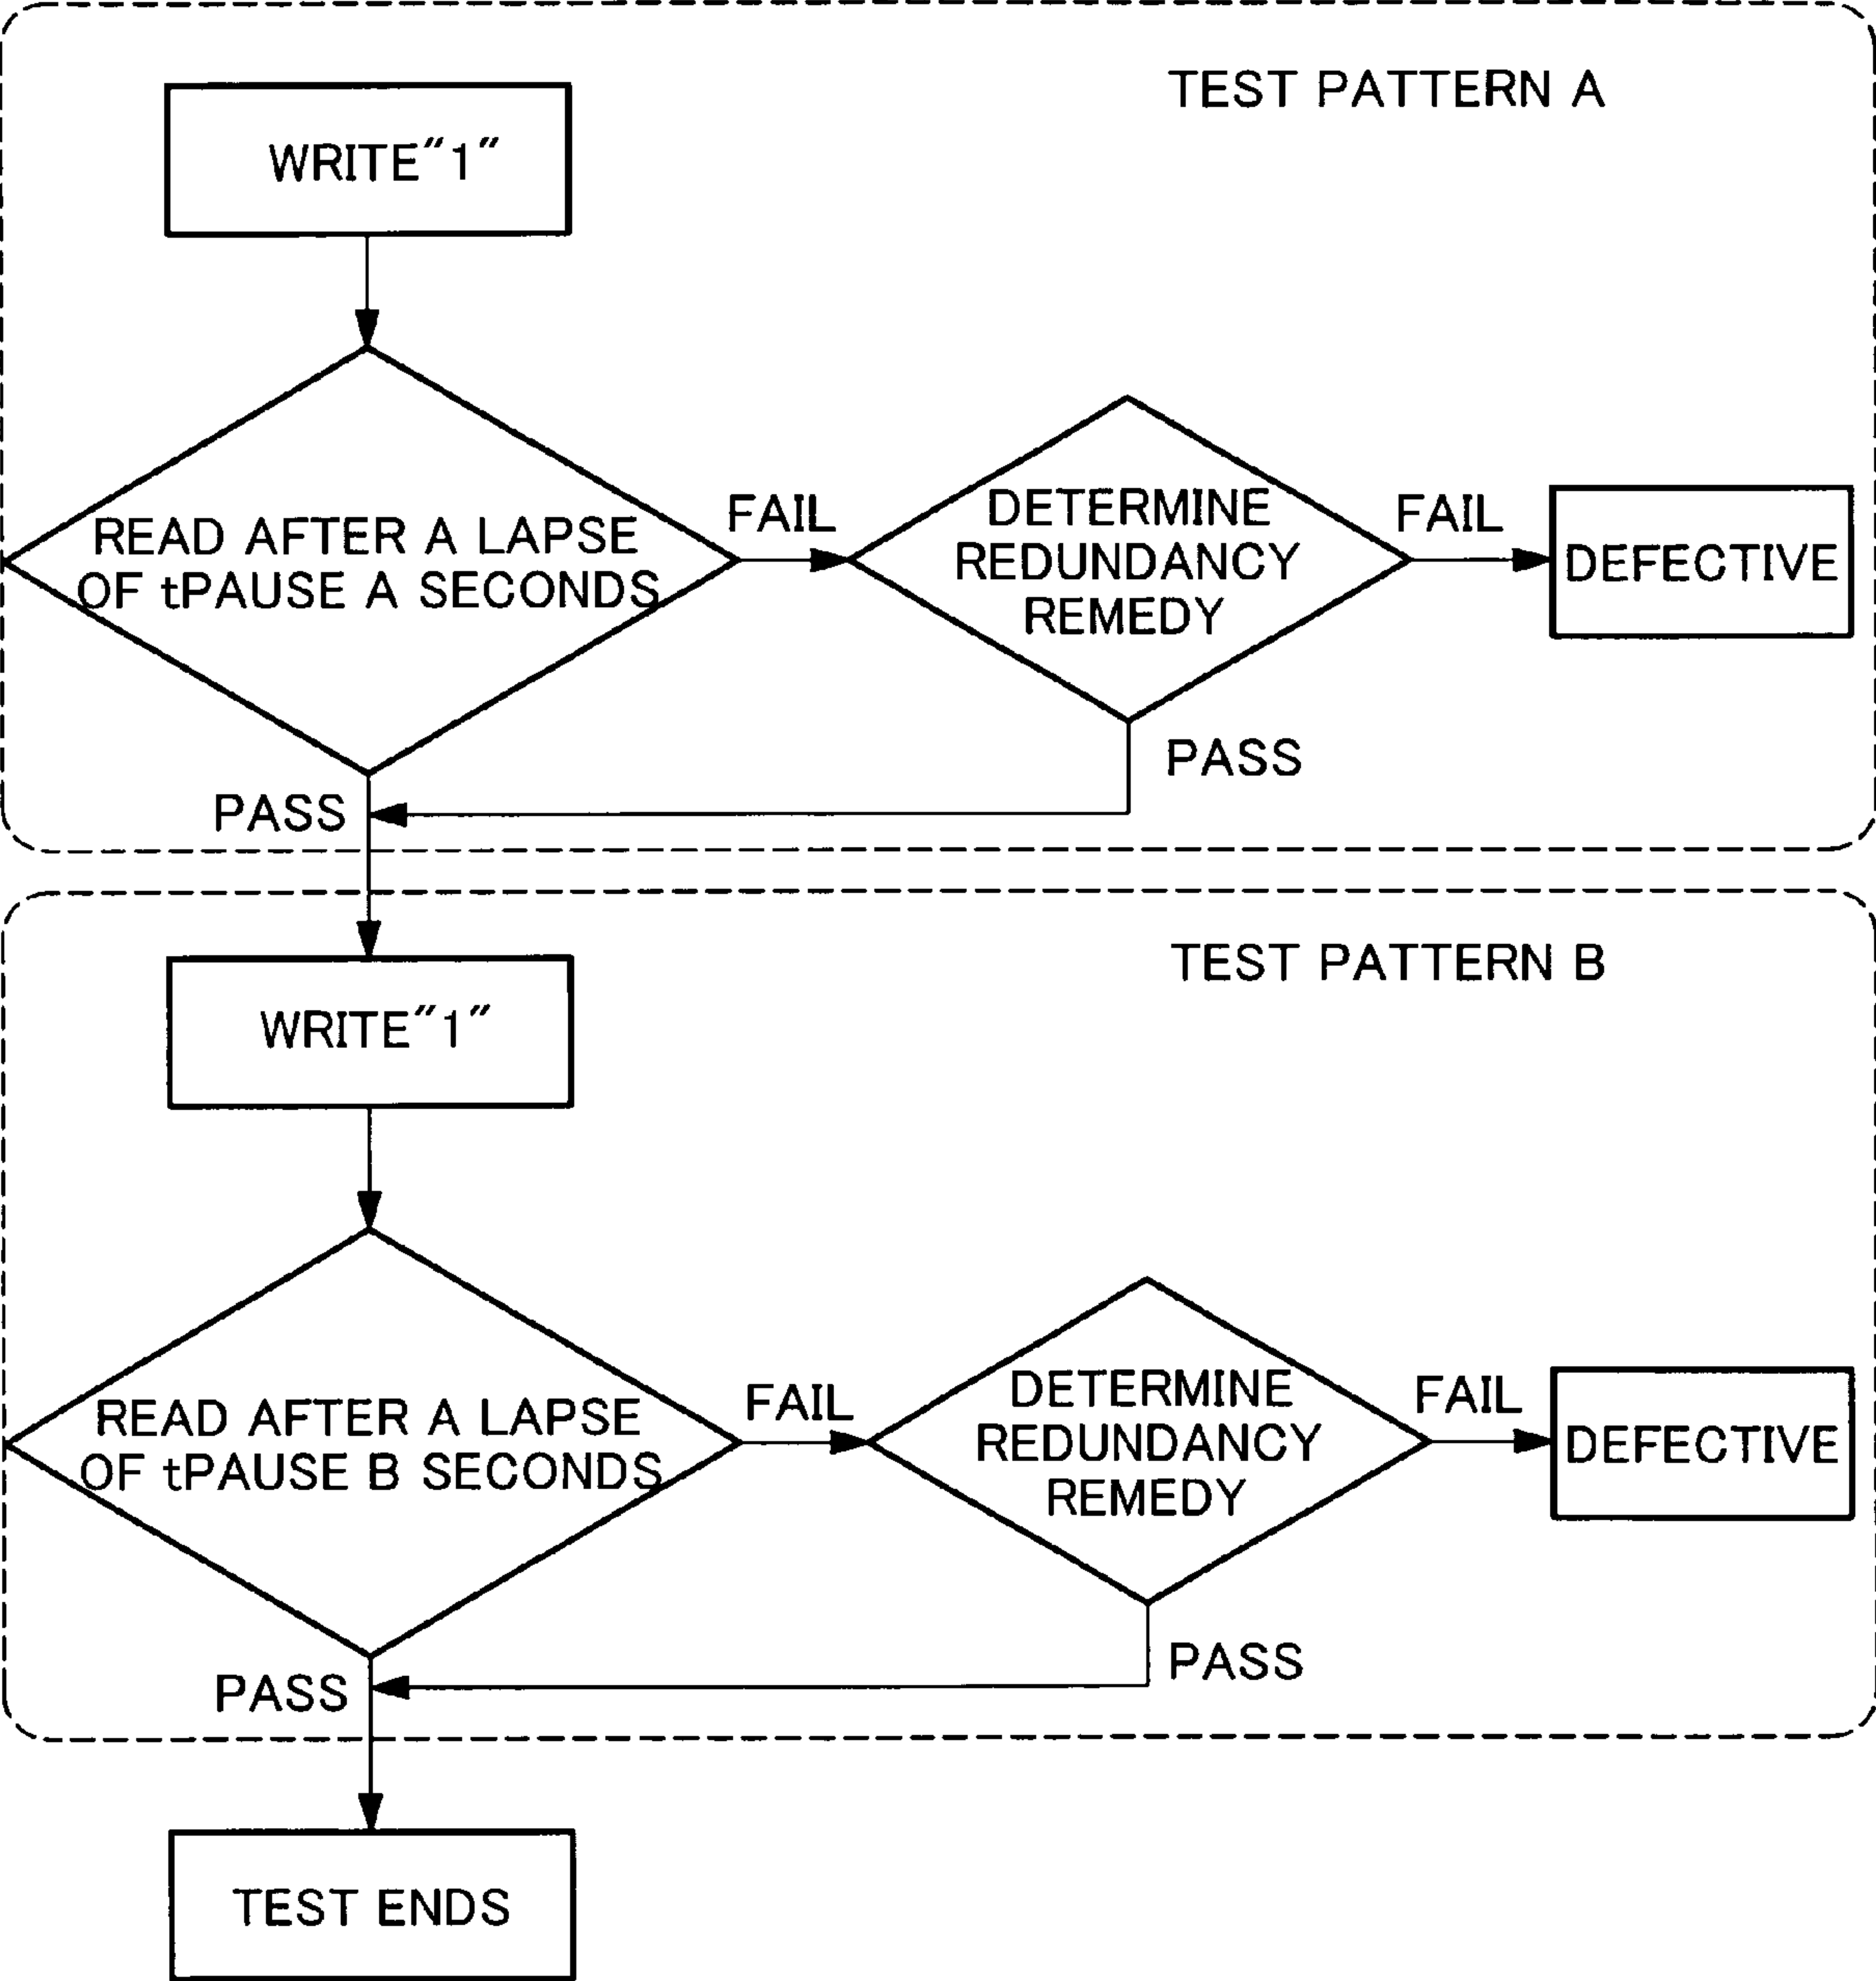 TEST PATTERN A
WRITE"1"
READ AFTER A LAPSE
OF tPAUSE A SECONDS
FAIL
DETERMINE
REDUNDANCY
REMEDY
FAIL
DEFECTIVE
PASS
PASS
TEST PATTERN B
WRITE"1"
READ AFTER A LAPSE
OF tPAUSE B SECONDS
FAIL
DETERMINE
REDUNDANCY
REMEDY
FAIL
DEFECTIVE
PASS
PASS
TEST ENDS